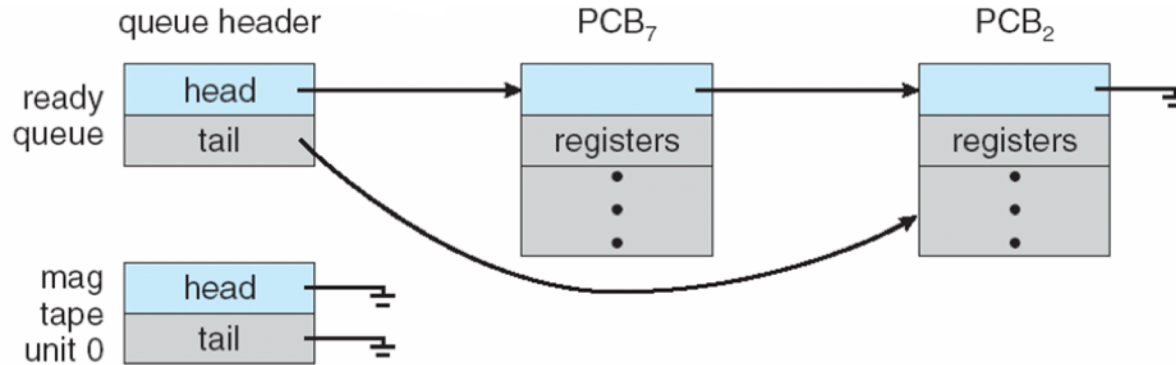 queue header
PCB₇
PCB₂
ready
queue
head
tail
registers
registers
mag
tape
unit 0
head
tail